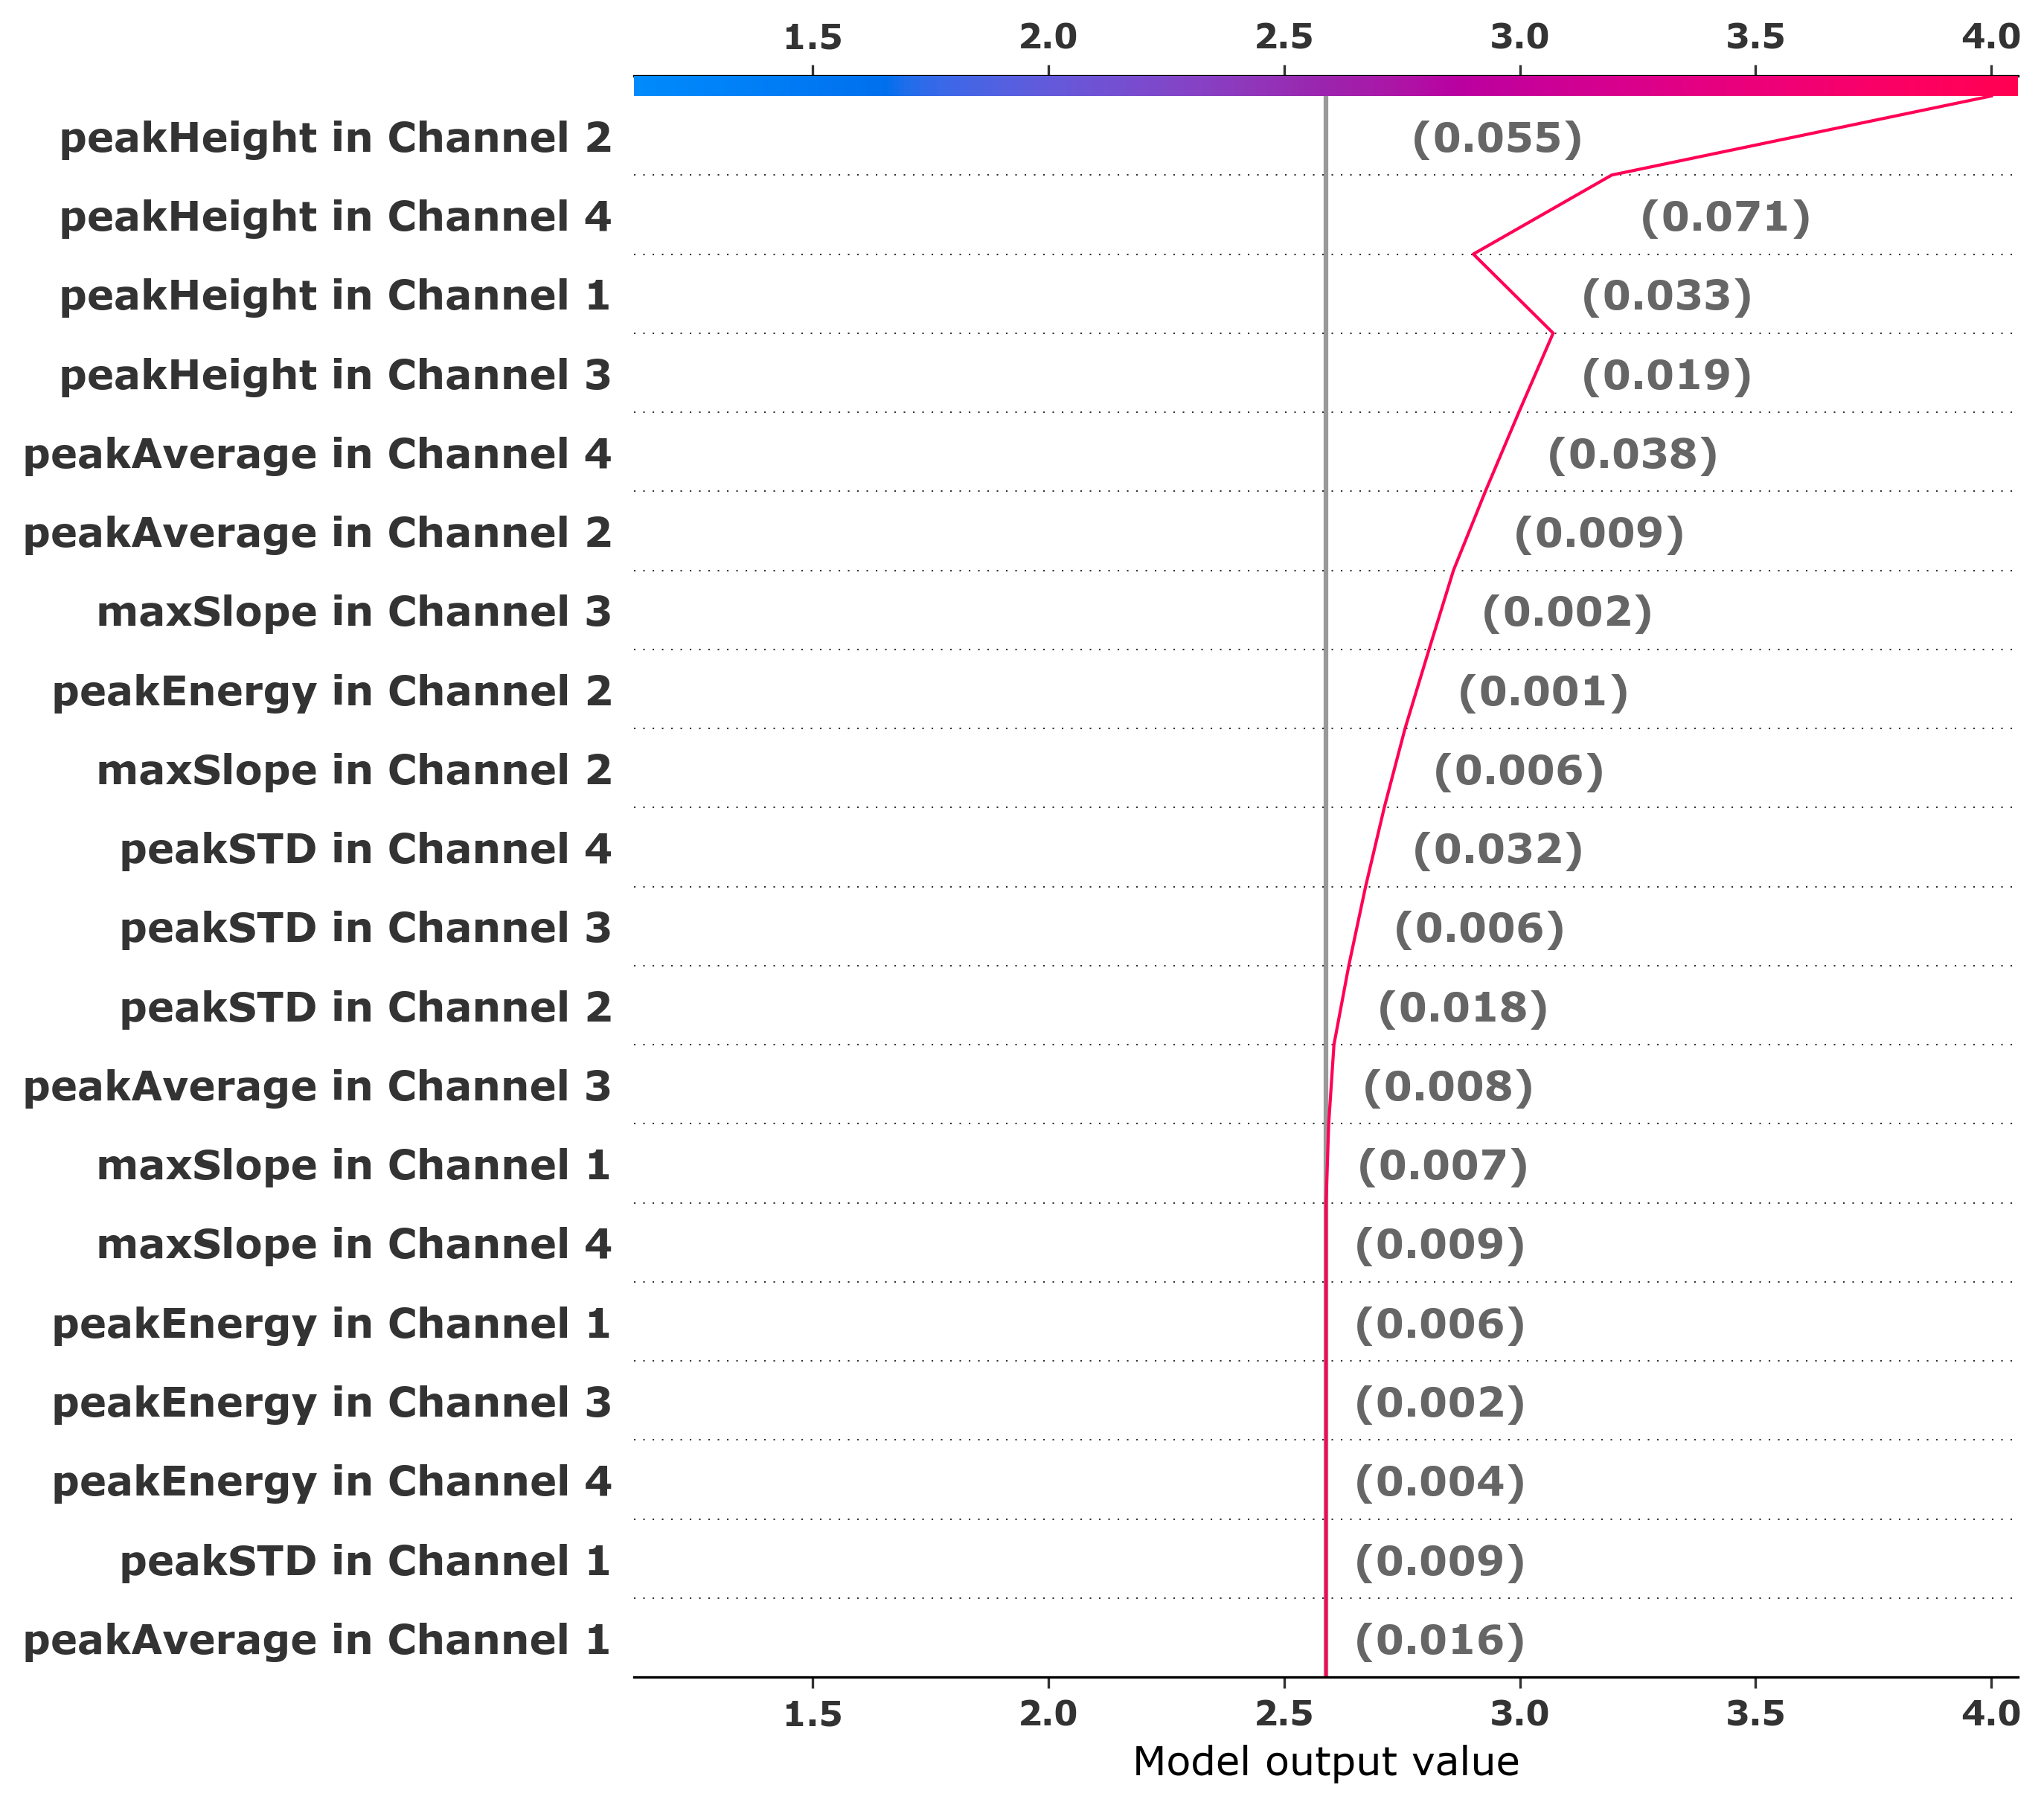 1.5 2.0 2.5 3.0 3.5 4.0
peakHeight in Channel 2 (0.055)
peakHeight in Channel 4 (0.071)
peakHeight in Channel 1 (0.033)
peakHeight in Channel 3 (0.019)
peakAverage in Channel 4 (0.038)
peakAverage in Channel 2 (0.009)
maxSlope in Channel 3 (0.002)
peakEnergy in Channel 2 (0.001)
maxSlope in Channel 2 (0.006)
peakSTD in Channel 4 (0.032)
peakSTD in Channel 3 (0.006)
peakSTD in Channel 2 (0.018)
peakAverage in Channel 3 (0.008)
maxSlope in Channel 1 (0.007)
maxSlope in Channel 4 (0.009)
peakEnergy in Channel 1 (0.006)
peakEnergy in Channel 3 (0.002)
peakEnergy in Channel 4 (0.004)
peakSTD in Channel 1 (0.009)
peakAverage in Channel 1 (0.016)
1.5 2.0 2.5 3.0 3.5 4.0
Model output value